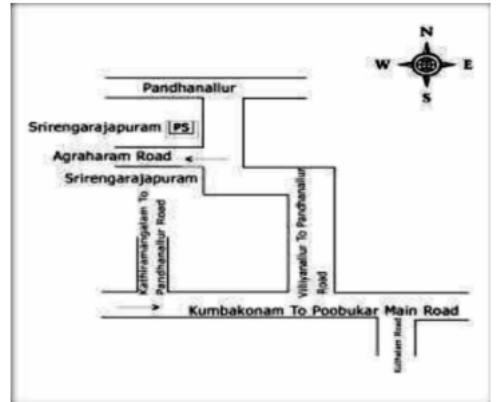 N
W E
S
Pandhanallur
Srirengarajapuram PS
Agraharam Road
Srirengarajapuram
Kathiramangalam To
Pandhanallur Road
Viliyanallur To Pandhanallur
Road
Kumbakonam To Poobukar Main Road
Kuthalam Road